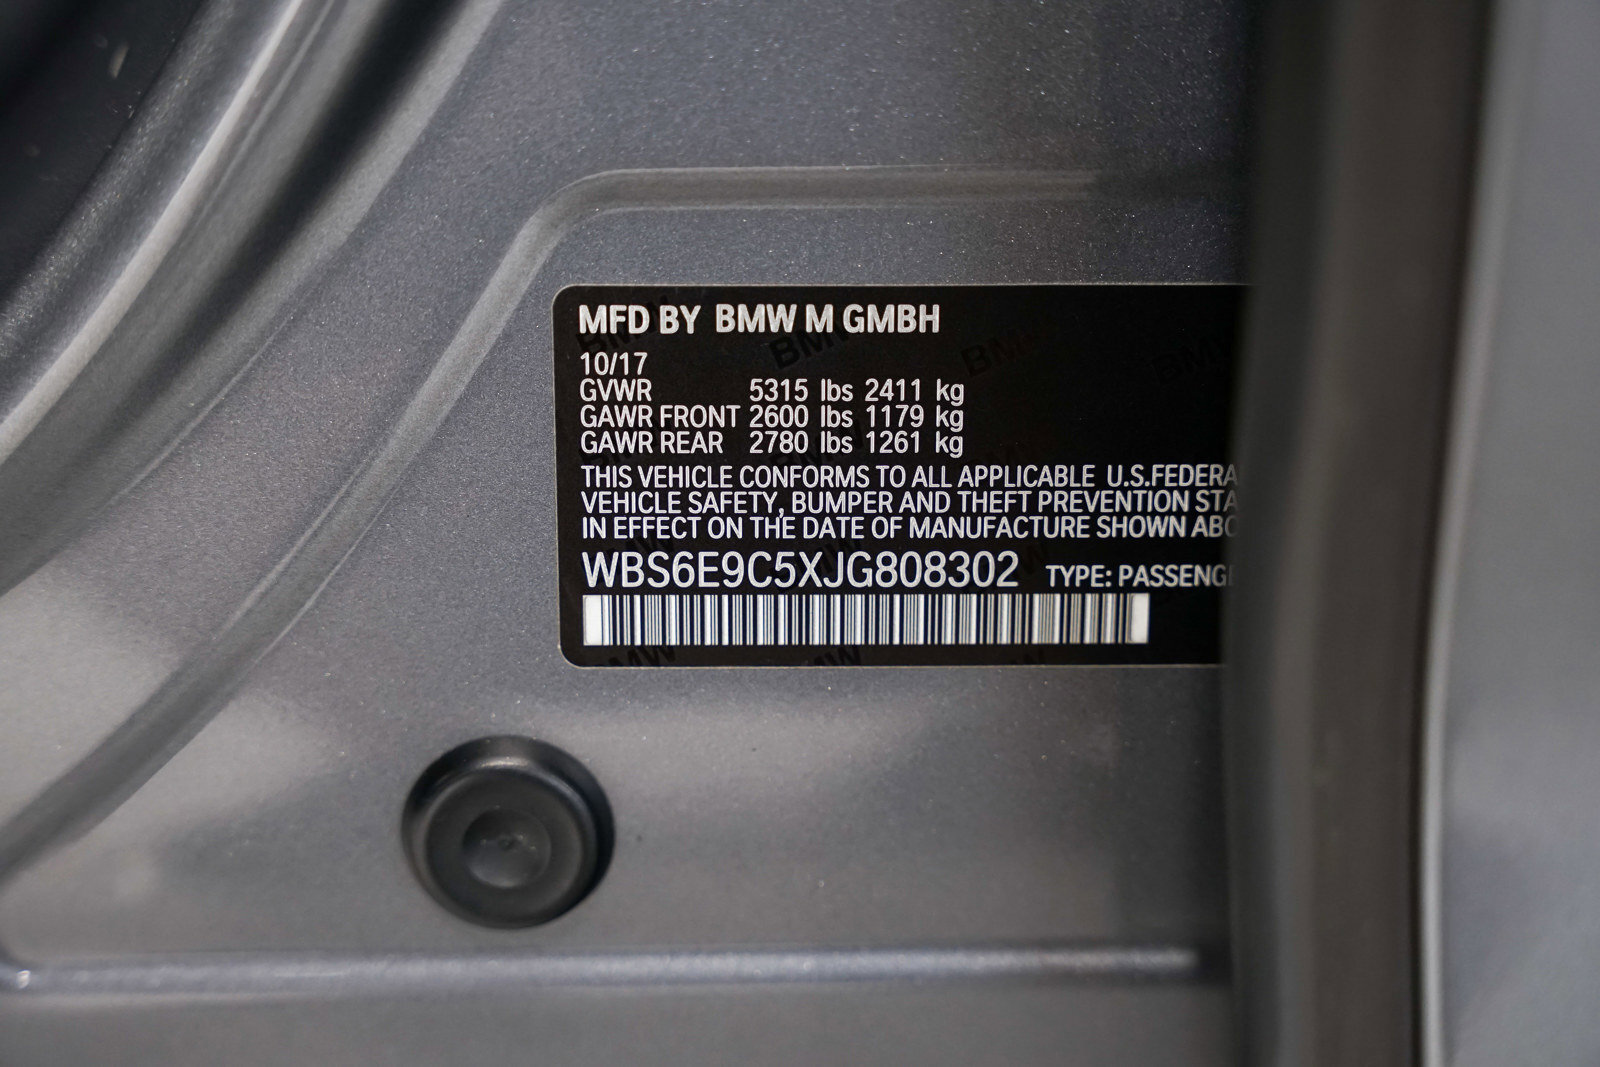 MFD BY BMW M GMBH
10/17
GVWR 5315 lbs 2411 kg
GAWR FRONT 2600 lbs 1179 kg
GAWR REAR 2780 lbs 1261 kg
THIS VEHICLE CONFORMS TO ALL APPLICABLE U.S.FEDERA
VEHICLE SAFETY, BUMPER AND THEFT PREVENTION STA
IN EFFECT ON THE DATE OF MANUFACTURE SHOWN ABO
WBS6E9C5XJG808302 TYPE: PASSENGE